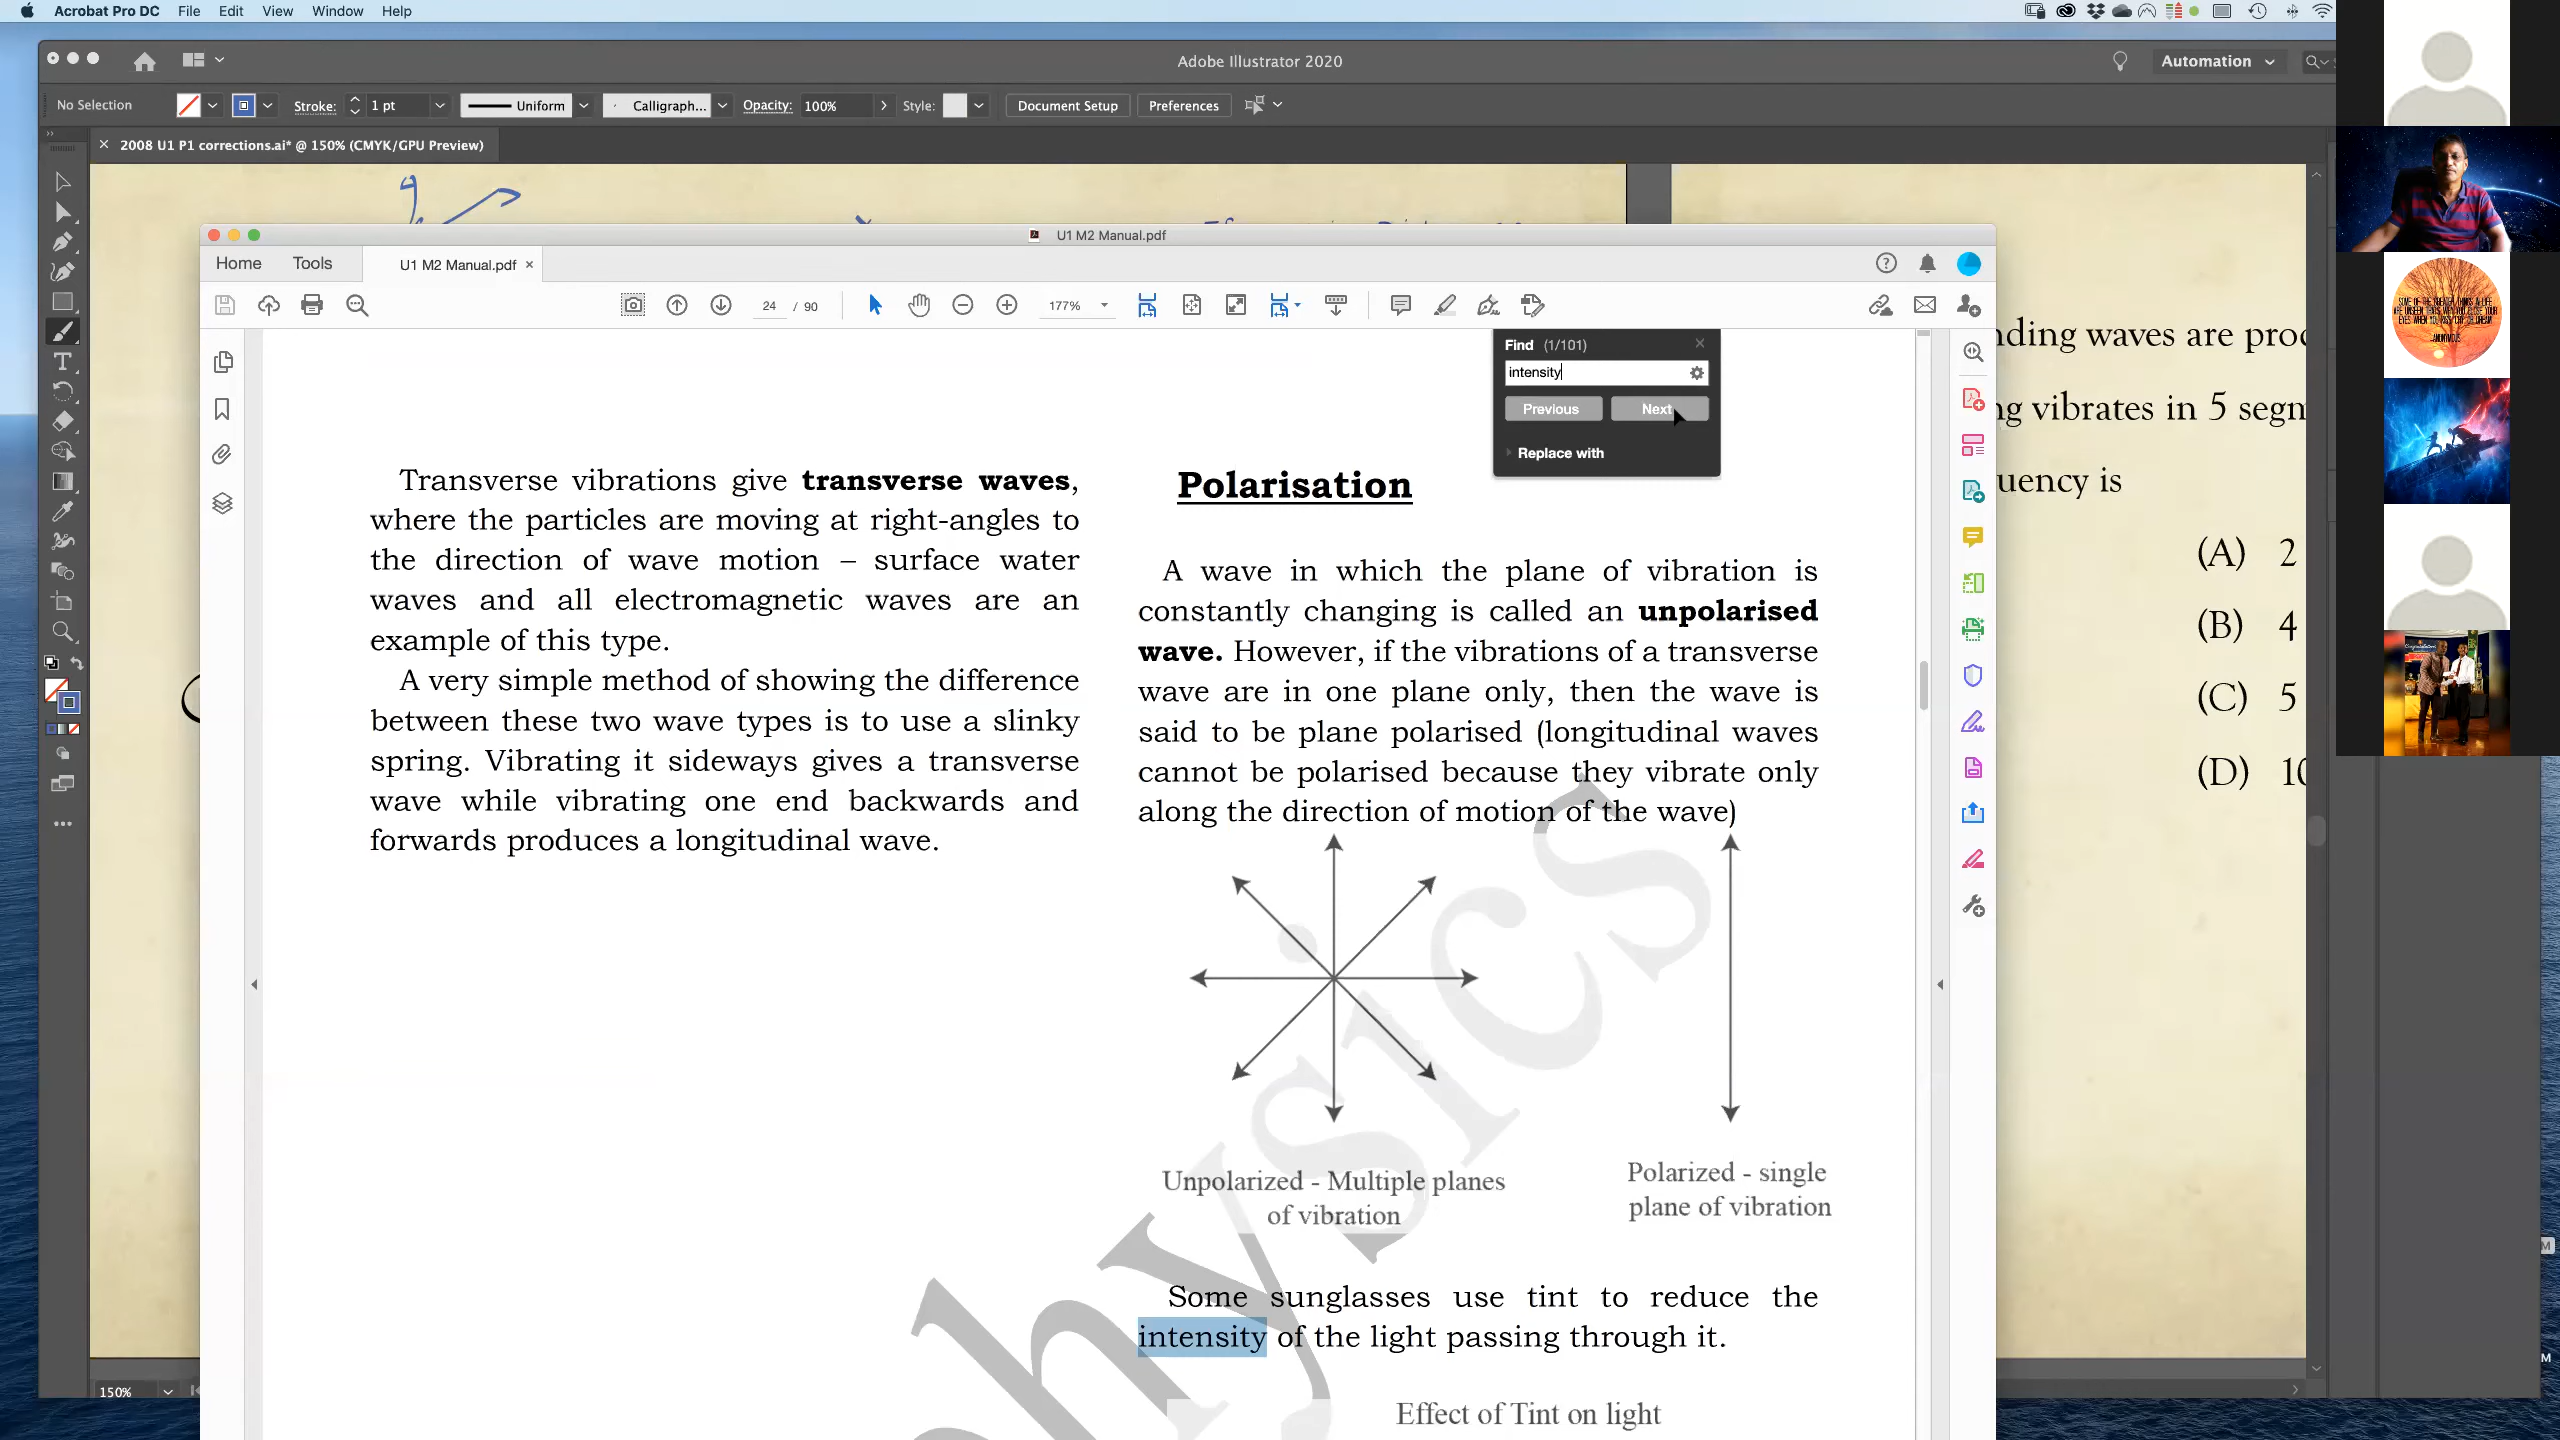 Acrobat Pro DC File Edit View Window Help
Adobe Illustrator 2020
Automation
No Selection
Stroke: 1 pt
Uniform
Calligraph...
Opacity: 100%
Style:
Document Setup
Preferences
2008 U1 P1 corrections.ai* @ 150% (CMYK/GPU Preview)
U1 M2 Manual.pdf
Home Tools
U1 M2 Manual.pdf
24 / 90
177%
Find (1/101)
intensity
Previous Next
Replace with
Transverse vibrations give transverse waves,
where the particles are moving at right-angles to
the direction of wave motion – surface water
waves and all electromagnetic waves are an
example of this type.
A very simple method of showing the difference
between these two wave types is to use a slinky
spring. Vibrating it sideways gives a transverse
wave while vibrating one end backwards and
forwards produces a longitudinal wave.
Polarisation
A wave in which the plane of vibration is
constantly changing is called an unpolarised
wave. However, if the vibrations of a transverse
wave are in one plane only, then the wave is
said to be plane polarised (longitudinal waves
cannot be polarised because they vibrate only
along the direction of motion of the wave)
Unpolarized - Multiple planes
of vibration
Polarized - single
plane of vibration
Some sunglasses use tint to reduce the
intensity of the light passing through it.
Effect of Tint on light
hysics
nding waves are prod
ng vibrates in 5 segm
uency is
(A) 2
(B) 4
(C) 5
(D) 10
150%